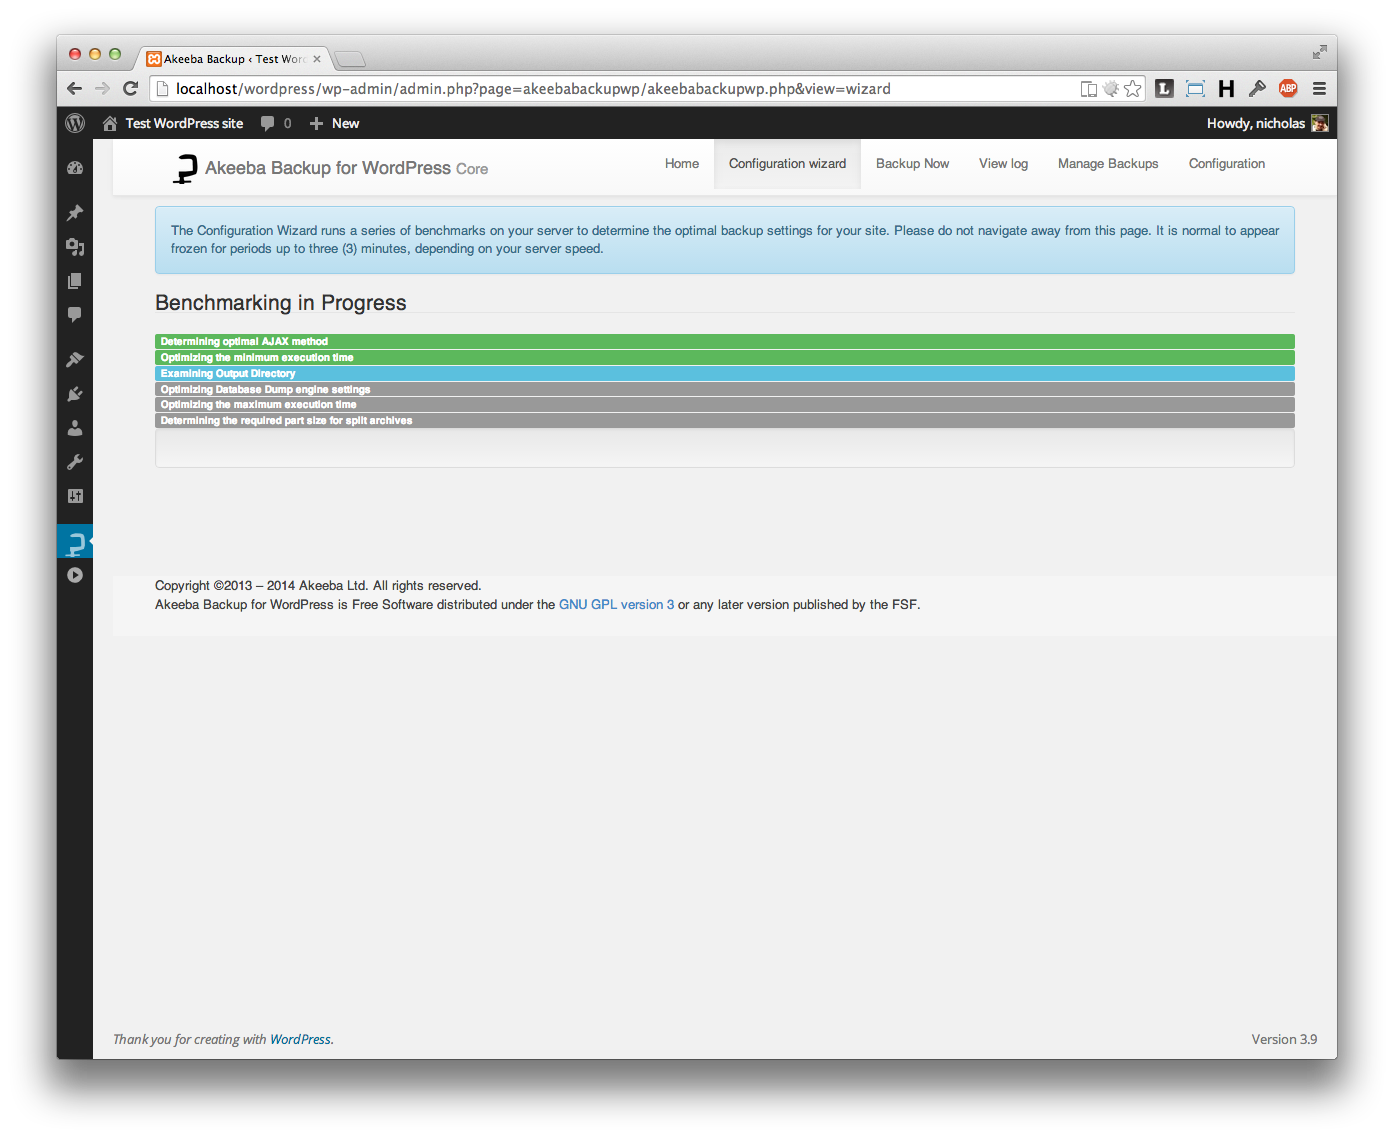 Akeeba Backup ‹ Test Wor
localhost/wordpress/wp-admin/admin.php?page=akeebabackupwp/akeebabackupwp.php&view=wizard
L
H
ABP
Test WordPress site 0 New
Howdy, nicholas
Akeeba Backup for WordPress Core
Home Configuration wizard Backup Now View log Manage Backups Configuration
The Configuration Wizard runs a series of benchmarks on your server to determine the optimal backup settings for your site. Please do not navigate away from this page. It is normal to appear
frozen for periods up to three (3) minutes, depending on your server speed.
Benchmarking in Progress
Determining optimal AJAX method
Optimizing the minimum execution time
Examining Output Directory
Optimizing Database Dump engine settings
Optimizing the maximum execution time
Determining the required part size for split archives
Copyright ©2013 – 2014 Akeeba Ltd. All rights reserved.
Akeeba Backup for WordPress is Free Software distributed under the GNU GPL version 3 or any later version published by the FSF.
Thank you for creating with WordPress.
Version 3.9